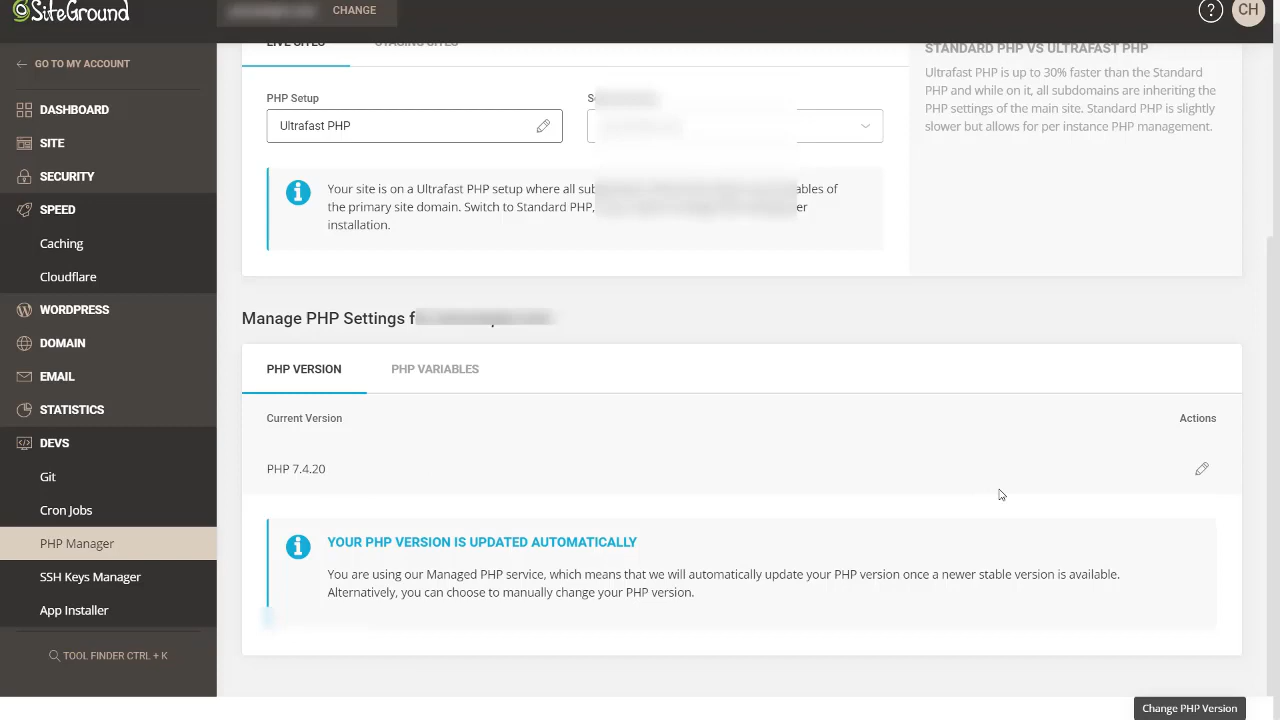 SiteGround
CHANGE
?
CH
GO TO MY ACCOUNT
DASHBOARD
SITE
SECURITY
SPEED
Caching
Cloudflare
WORDPRESS
DOMAIN
EMAIL
STATISTICS
DEVS
Git
Cron Jobs
PHP Manager
SSH Keys Manager
App Installer
TOOL FINDER CTRL + K
LIVE SITES
STAGING SITES
PHP Setup
Ultrafast PHP
Your site is on a Ultrafast PHP setup where all of
the primary site domain. Switch to Standard PHP,
installation.
STANDARD PHP VS ULTRAFAST PHP
Ultrafast PHP is up to 30% faster than the Standard
PHP and while on it, all subdomains are inheriting the
PHP settings of the main site. Standard PHP is slightly
slower but allows for per instance PHP management.
Manage PHP Settings
PHP VERSION
PHP VARIABLES
Current Version
Actions
PHP 7.4.20
YOUR PHP VERSION IS UPDATED AUTOMATICALLY
You are using our Managed PHP service, which means that we will automatically update your PHP version once a newer stable version is available.
Alternatively, you can choose to manually change your PHP version.
Change PHP Version